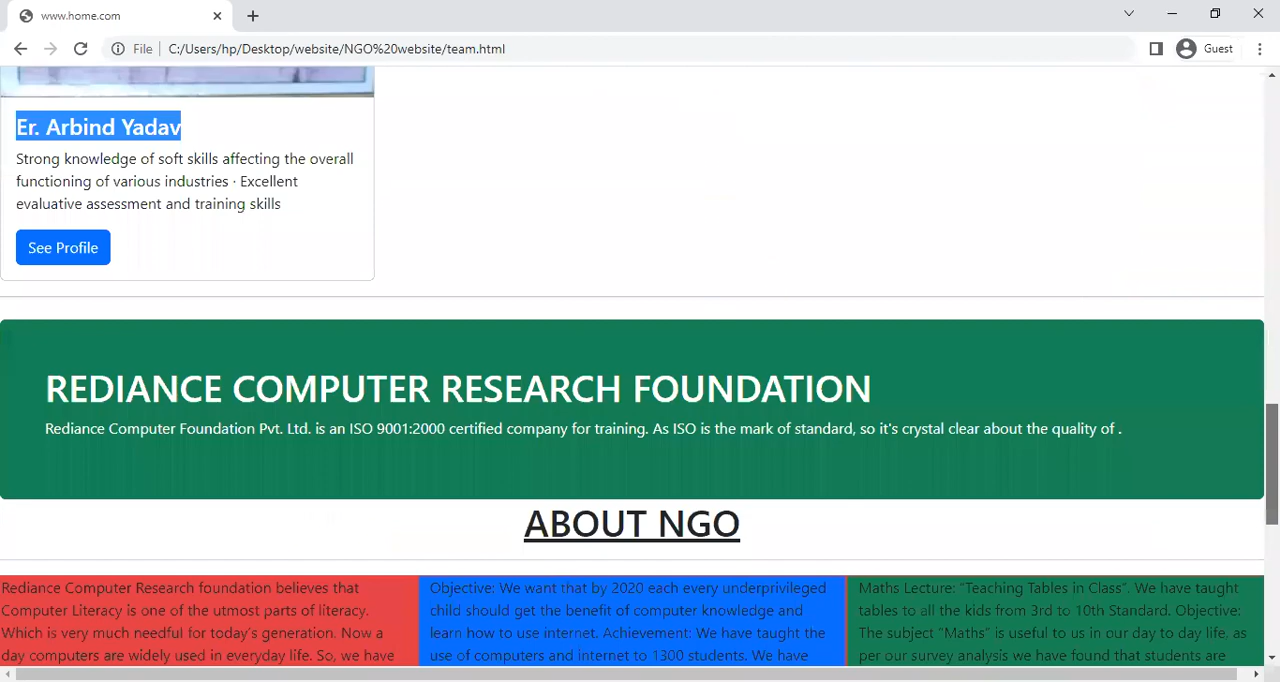 www.home.com
File
C:/Users/hp/Desktop/website/NGO%20website/team.html
Guest
Er. Arbind Yadav
Strong knowledge of soft skills affecting the overall
functioning of various industries · Excellent
evaluative assessment and training skills
See Profile
REDIANCE COMPUTER RESEARCH FOUNDATION
Rediance Computer Foundation Pvt. Ltd. is an ISO 9001:2000 certified company for training. As ISO is the mark of standard, so it's crystal clear about the quality of .
ABOUT NGO
Rediance Computer Research foundation believes that
Computer Literacy is one of the utmost parts of literacy.
Which is very much needful for today's generation. Now a
day computers are widely used in everyday life. So, we have
Objective: We want that by 2020 each every underprivileged
child should get the benefit of computer knowledge and
learn how to use internet. Achievement: We have taught the
use of computers and internet to 1300 students. We have
Maths Lecture: "Teaching Tables in Class". We have taught
tables to all the kids from 3rd to 10th Standard. Objective:
The subject "Maths" is useful to us in our day to day life, as
per our survey analysis we have found that students are